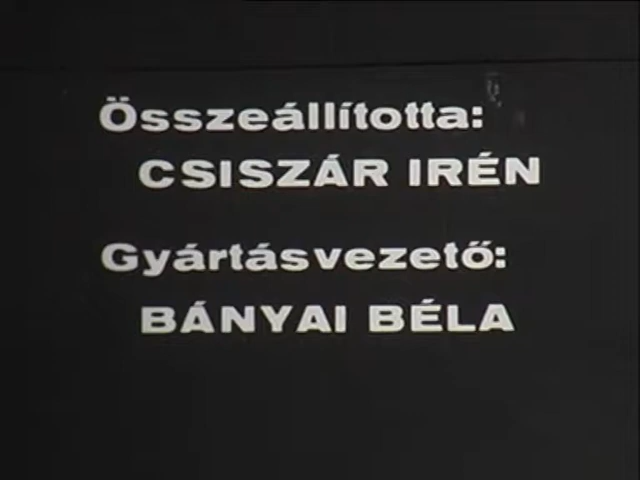 Összeállította:
CSISZÁR IRÉN
Gyártásvezető:
BÁNYAI BÉLA